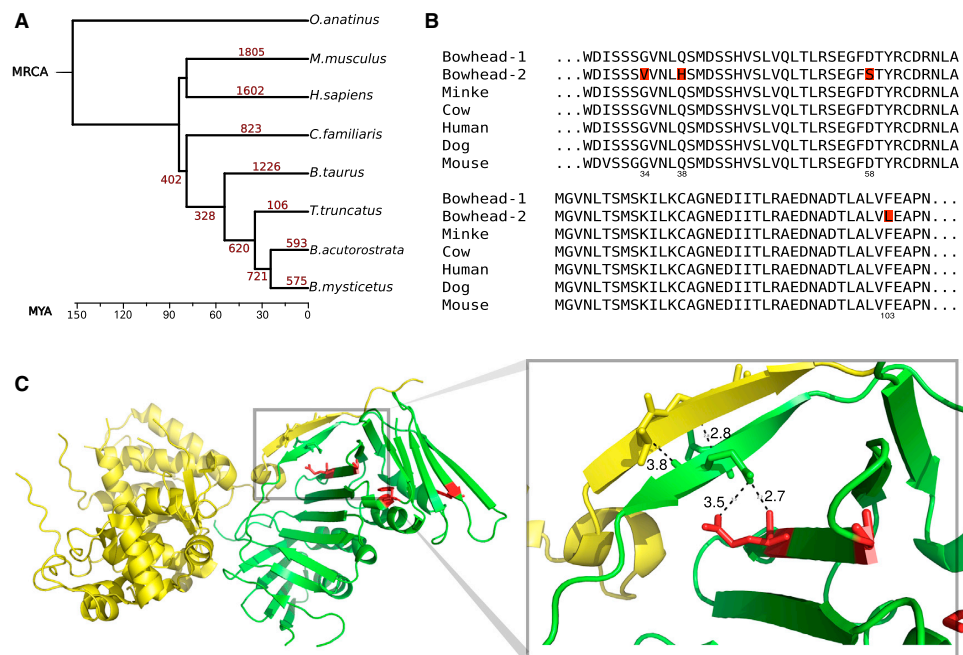 A
O.anatinus
1805
M.musculus
MRCA
1602
H.sapiens
823
C.familiaris
402
1226
B.taurus
328
106
T.truncatus
620
593
B.acutorostrata
721
575
B.mysticetus
MYA
150 120 90 60 30 0
B
Bowhead-1 ...WDISSSGVNLQSMDSSHVSLVQLTLRSEGFDTYRCDRNLA
Bowhead-2 ...WDISSSVVNLHSMDSSHVSLVQLTLRSEGFSTYRCDRNLA
Minke ...WDISSSGVNLQSMDSSHVSLVQLTLRSEGFDTYRCDRNLA
Cow ...WDISSSGVNLQSMDSSHVSLVQLTLRSEGFDTYRCDRNLA
Human ...WDISSSGVNLQSMDSSHVSLVQLTLRSEGFDTYRCDRNLA
Dog ...WDISSSGVNLQSMDSSHVSLVQLTLRSEGFDTYRCDRNLA
Mouse ...WDVSSGGVNLQSMDSSHVSLVQLTLRSEGFDTYRCDRNLA
34 38 58
Bowhead-1 MGVNLTSMSKILKCAGNEDIITLRAEDNADTLALVFEAPN...
Bowhead-2 MGVNLTSMSKILKCAGNEDIITLRAEDNADTLALVLEAPN...
Minke MGVNLTSMSKILKCAGNEDIITLRAEDNADTLALVFEAPN...
Cow MGVNLTSMSKILKCAGNEDIITLRAEDNADTLALVFEAPN...
Human MGVNLTSMSKILKCAGNEDIITLRAEDNADTLALVFEAPN...
Dog MGVNLTSMSKILKCAGNEDIITLRAEDNADTLALVFEAPN...
Mouse MGVNLTSMSKILKCAGNEDIITLRAEDNADTLALVFEAPN...
103
C
2.8
3.8
3.5
2.7